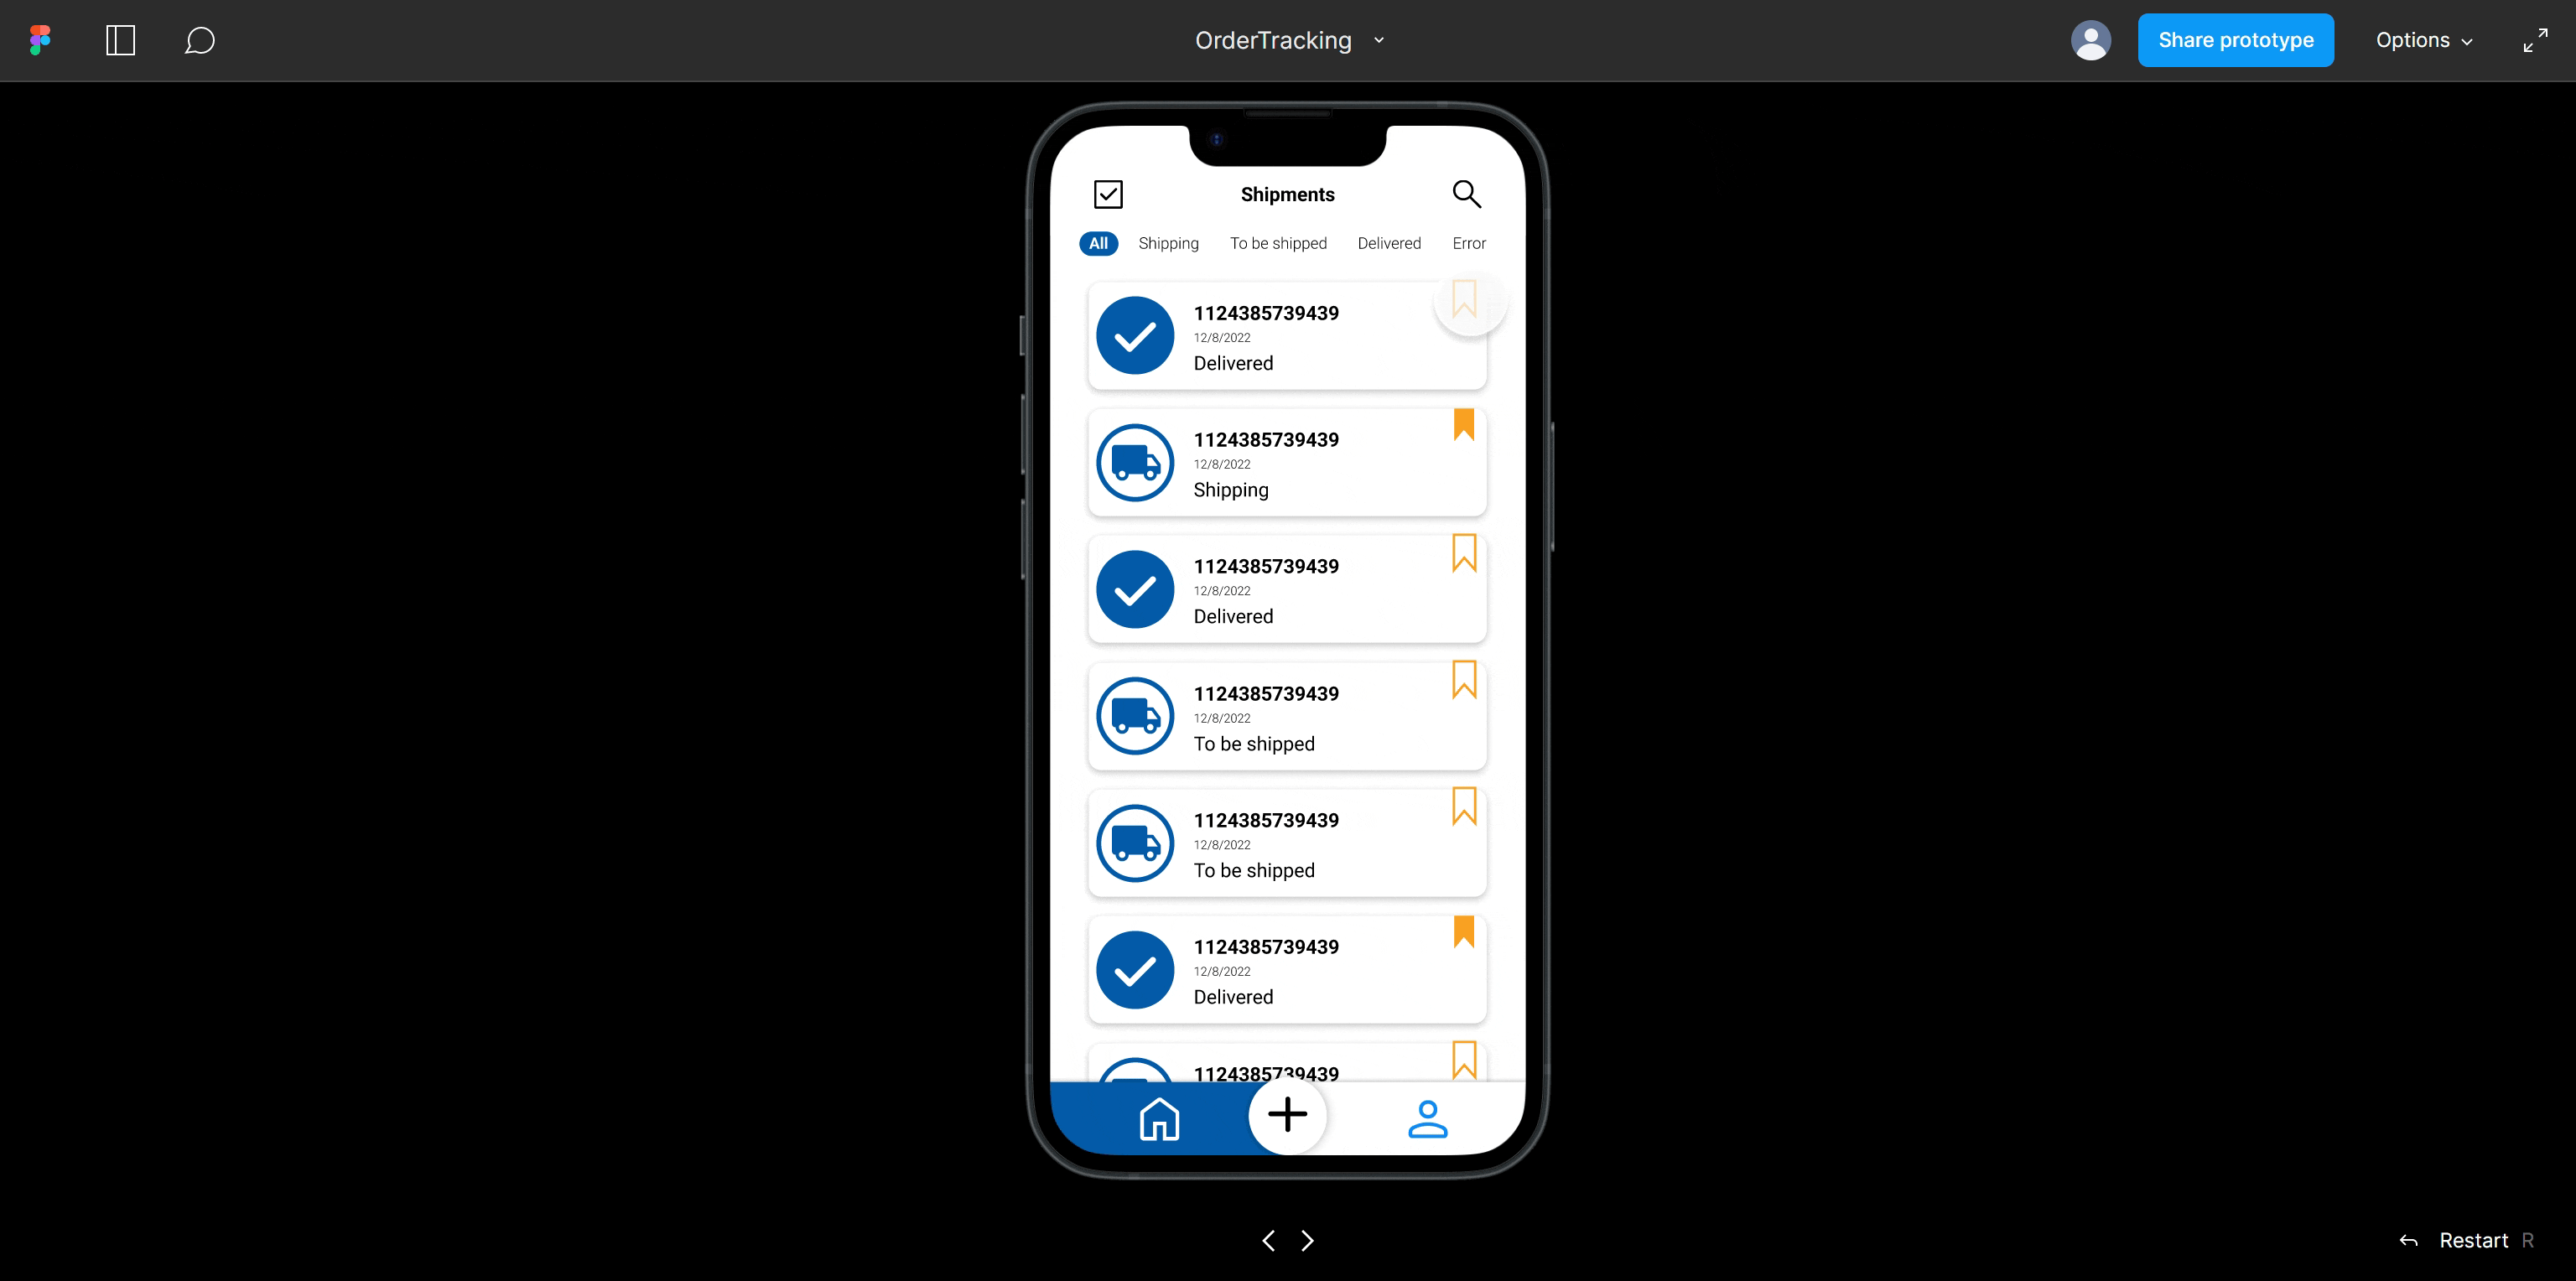 OrderTracking
Share prototype
Options
Shipments
All Shipping To be shipped Delivered Error
1124385739439
12/8/2022
Delivered
1124385739439
12/8/2022
Shipping
1124385739439
12/8/2022
Delivered
1124385739439
12/8/2022
To be shipped
1124385739439
12/8/2022
To be shipped
1124385739439
12/8/2022
Delivered
1124385739439
Restart R